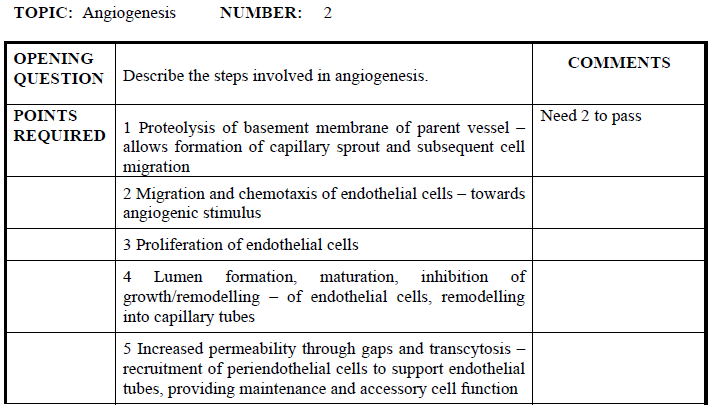 TOPIC: Angiogenesis NUMBER: 2
OPENING QUESTION
Describe the steps involved in angiogenesis.
COMMENTS
POINTS REQUIRED
1 Proteolysis of basement membrane of parent vessel –
allows formation of capillary sprout and subsequent cell
migration
Need 2 to pass
2 Migration and chemotaxis of endothelial cells – towards
angiogenic stimulus
3 Proliferation of endothelial cells
4 Lumen formation, maturation, inhibition of
growth/remodelling – of endothelial cells, remodelling
into capillary tubes
5 Increased permeability through gaps and transcytosis –
recruitment of periendothelial cells to support endothelial
tubes, providing maintenance and accessory cell function